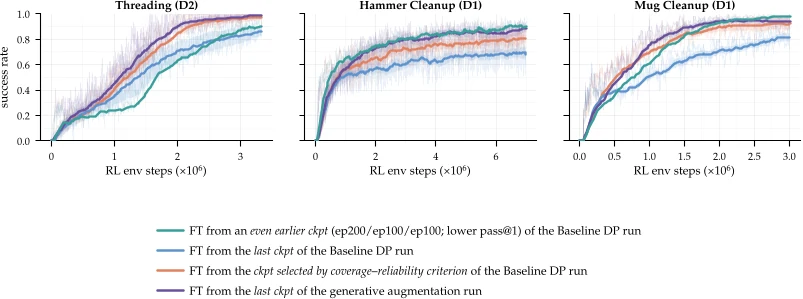 Threading (D2)
Hammer Cleanup (D1)
Mug Cleanup (D1)
success rate
1.0
0.8
0.6
0.4
0.2
0.0
0 1 2 3
RL env steps (×10⁶)
0 2 4 6
RL env steps (×10⁶)
0.0 0.5 1.0 1.5 2.0 2.5 3.0
RL env steps (×10⁶)
FT from an even earlier ckpt (ep200/ep100/ep100; lower pass@1) of the Baseline DP run
FT from the last ckpt of the Baseline DP run
FT from the ckpt selected by coverage–reliability criterion of the Baseline DP run
FT from the last ckpt of the generative augmentation run